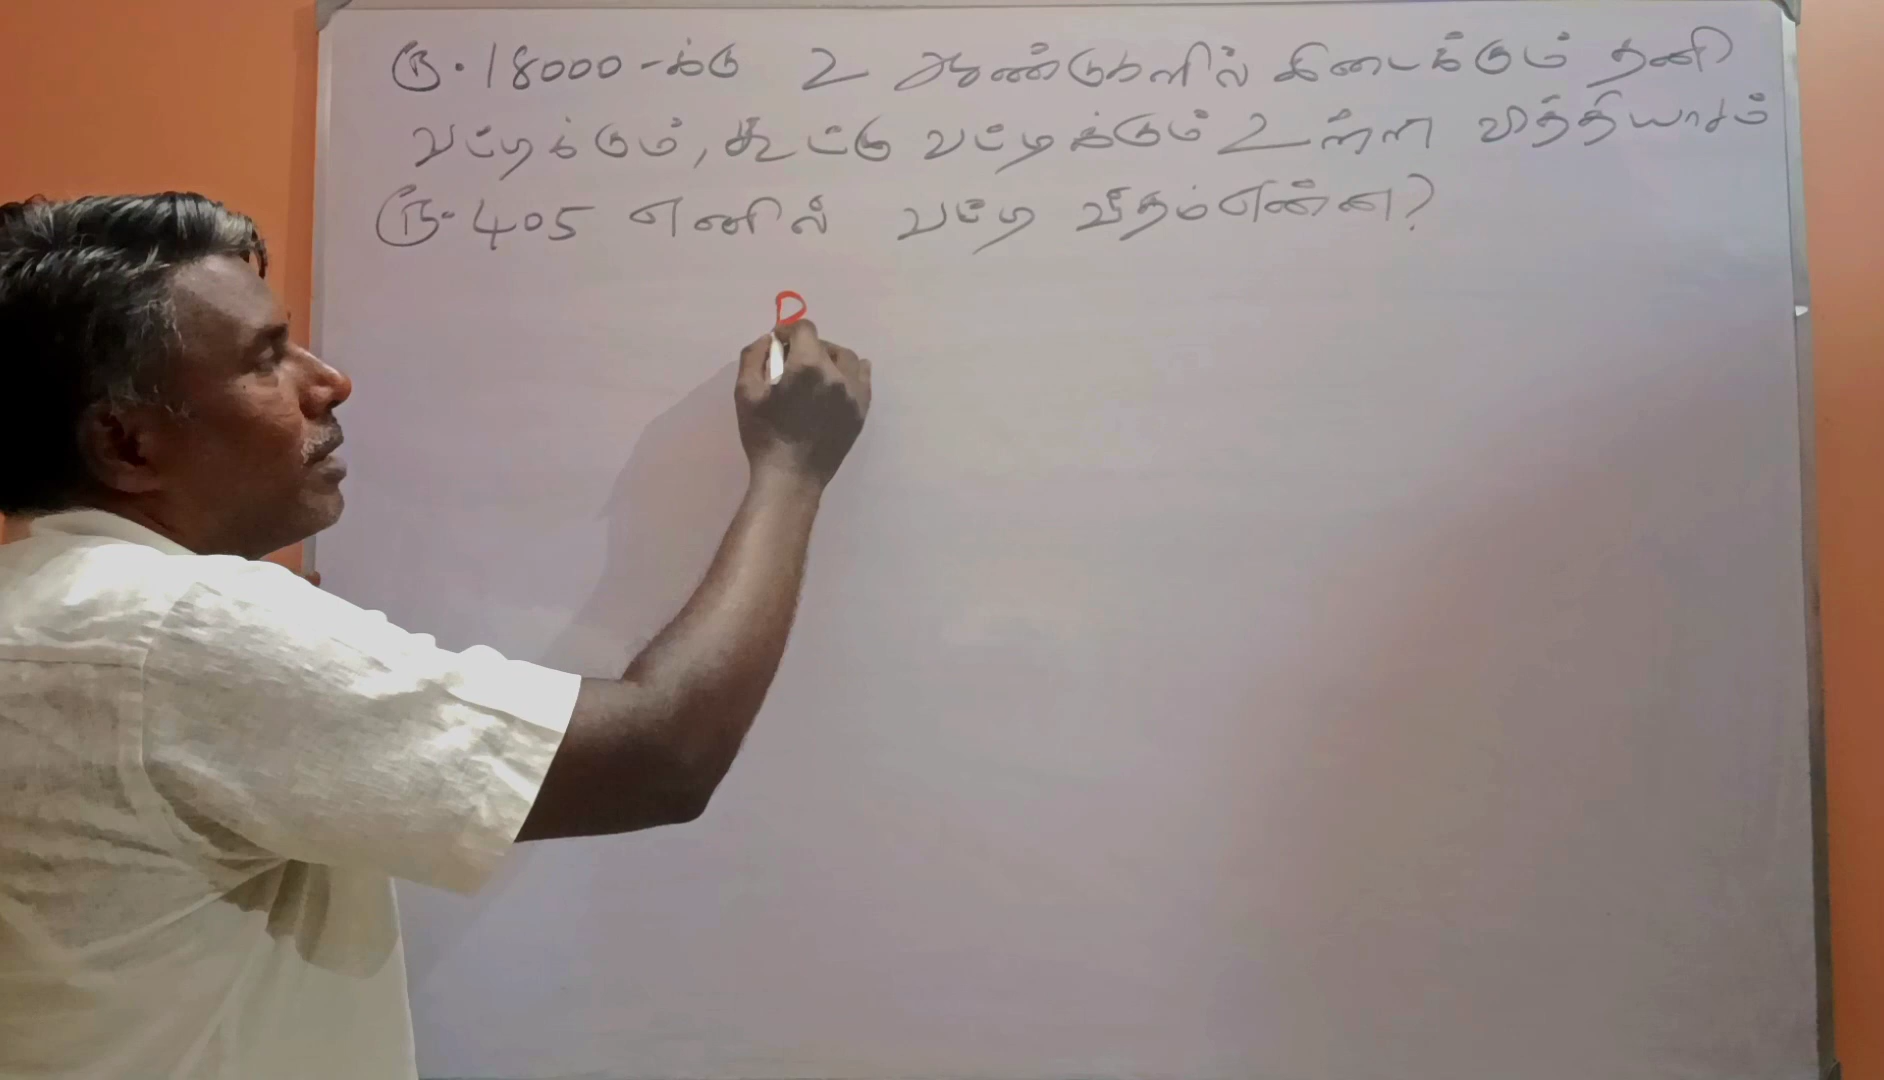 ரூ.18000-க்கு 2 ஆண்டுகளில் கிடைக்கும் தனி
வட்டிக்கும், கூட்டு வட்டிக்கும் உள்ள வித்தியாசம்
ரூ.405 எனில் வட்டி வீதம் என்ன?
P